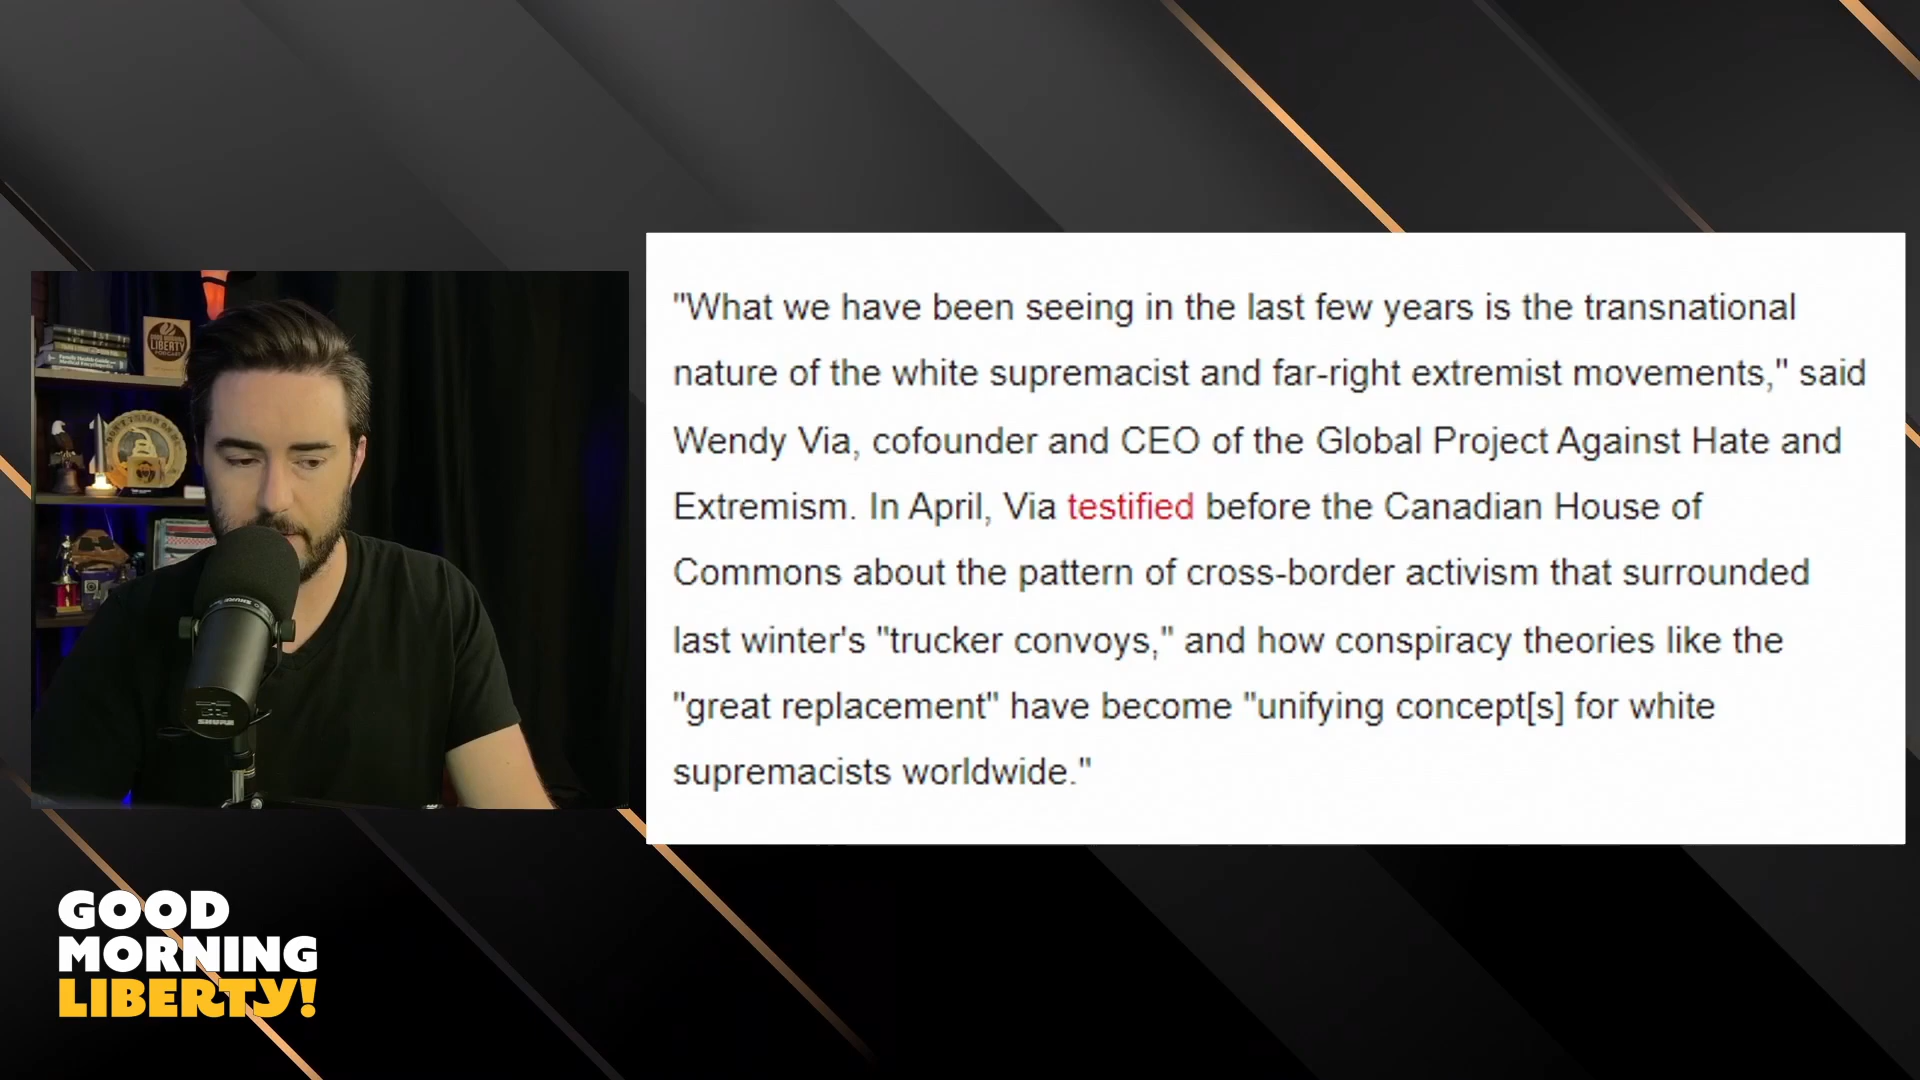 "What we have been seeing in the last few years is the transnational
nature of the white supremacist and far-right extremist movements," said
Wendy Via, cofounder and CEO of the Global Project Against Hate and
Extremism. In April, Via testified before the Canadian House of
Commons about the pattern of cross-border activism that surrounded
last winter's "trucker convoys," and how conspiracy theories like the
"great replacement" have become "unifying concept[s] for white
supremacists worldwide."
LIBERTY
SHURE
GOOD
MORNING
LIBERTY!